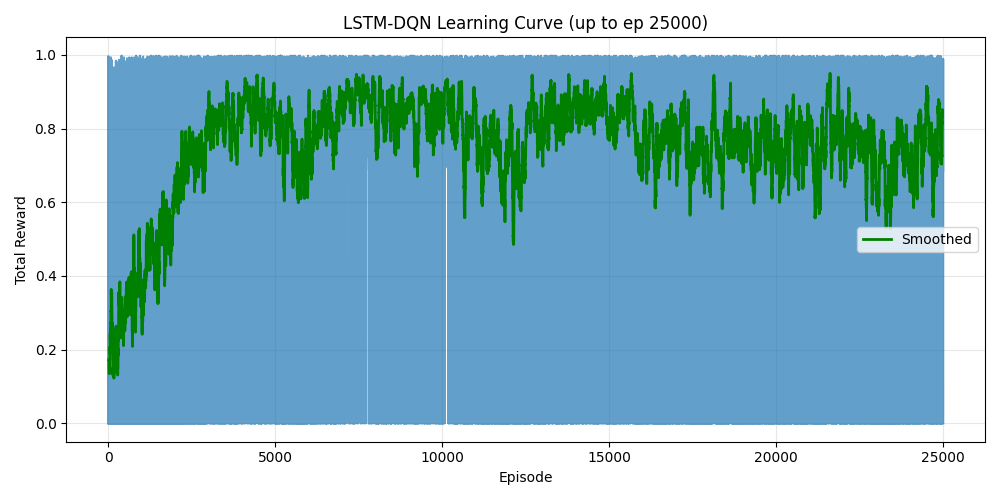 LSTM-DQN Learning Curve (up to ep 25000)
1.0
0.8
0.6
0.4
0.2
0.0
Total Reward
Smoothed
0 5000 10000 15000 20000 25000
Episode